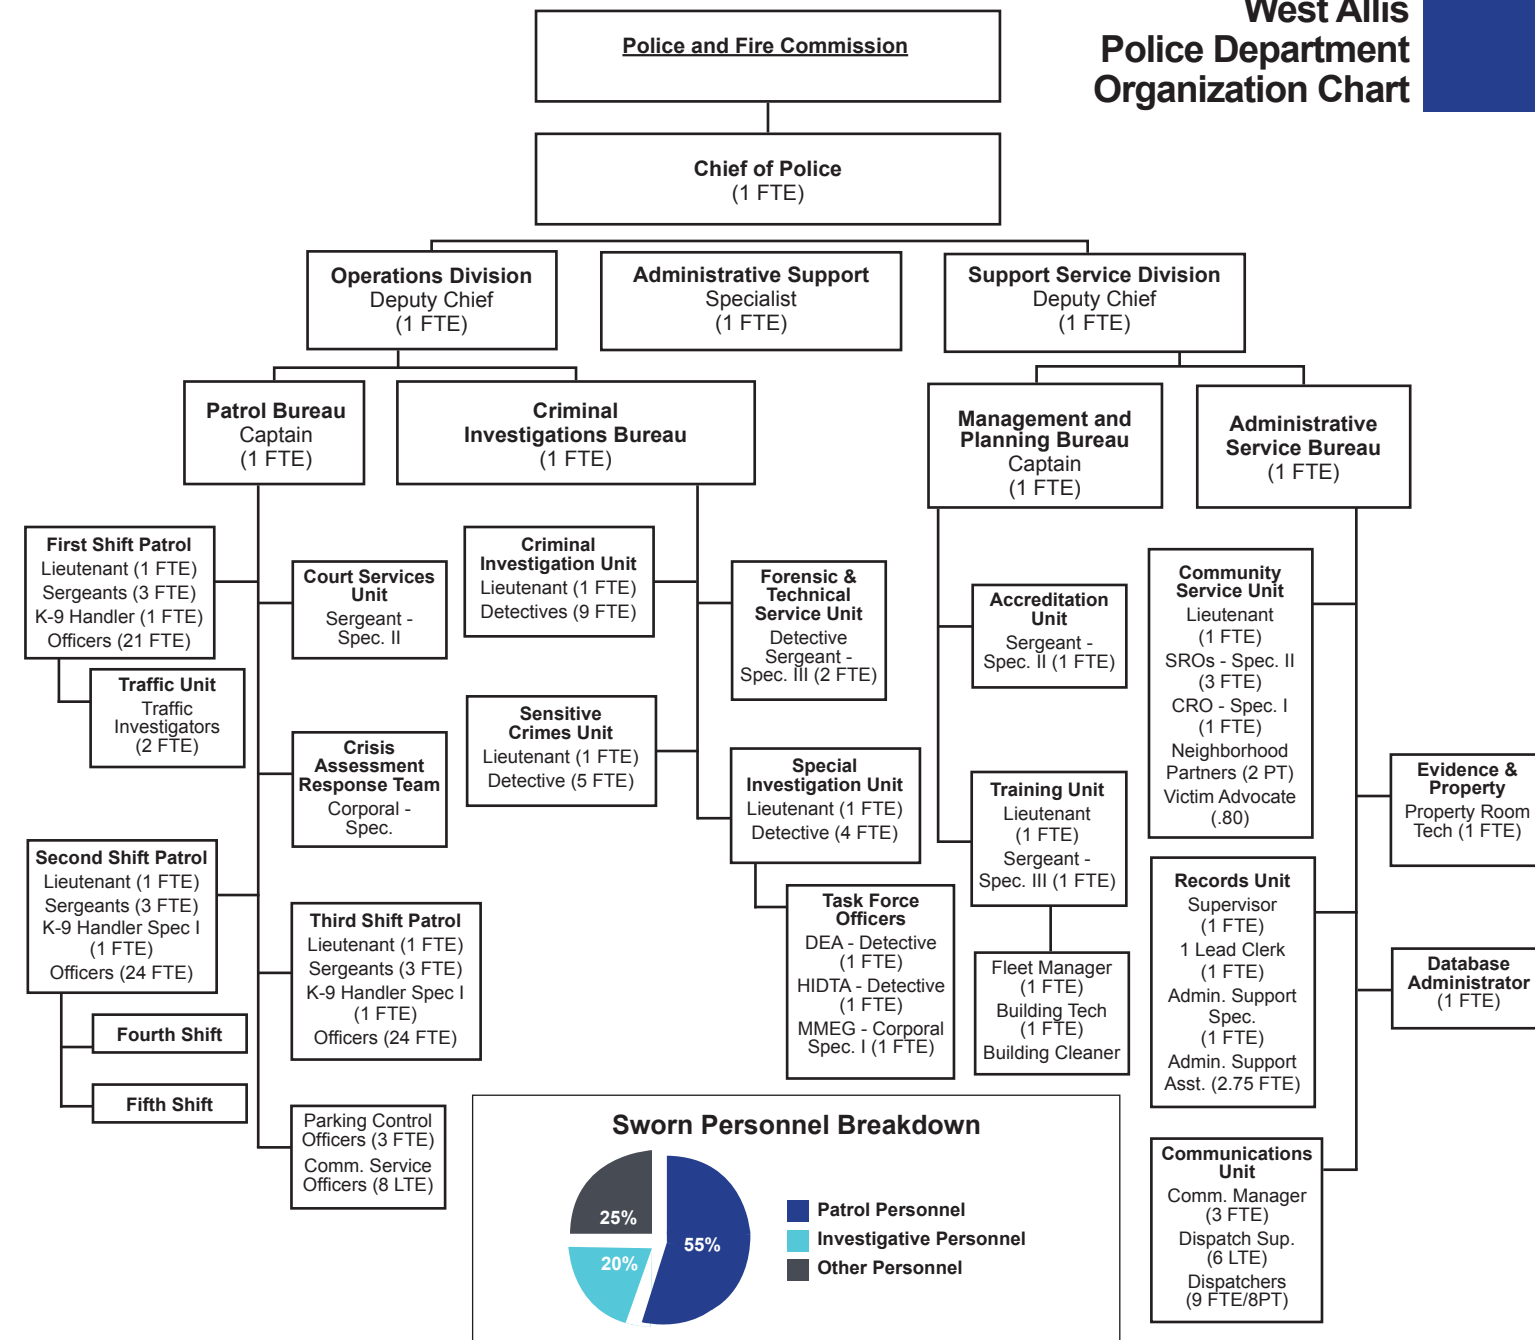 West Allis
Police Department
Organization Chart
Police and Fire Commission
Chief of Police
(1 FTE)
Operations Division
Deputy Chief
(1 FTE)
Administrative Support
Specialist
(1 FTE)
Support Service Division
Deputy Chief
(1 FTE)
Patrol Bureau
Captain
(1 FTE)
Criminal
Investigations Bureau
(1 FTE)
Management and
Planning Bureau
Captain
(1 FTE)
Administrative
Service Bureau
(1 FTE)
First Shift Patrol
Lieutenant (1 FTE)
Sergeants (3 FTE)
K-9 Handler (1 FTE)
Officers (21 FTE)
Traffic Unit
Traffic
Investigators
(2 FTE)
Second Shift Patrol
Lieutenant (1 FTE)
Sergeants (3 FTE)
K-9 Handler Spec I
(1 FTE)
Officers (24 FTE)
Fourth Shift
Fifth Shift
Court Services
Unit
Sergeant -
Spec. II
Crisis
Assessment
Response Team
Corporal -
Spec.
Third Shift Patrol
Lieutenant (1 FTE)
Sergeants (3 FTE)
K-9 Handler Spec I
(1 FTE)
Officers (24 FTE)
Parking Control
Officers (3 FTE)
Comm. Service
Officers (8 LTE)
Criminal
Investigation Unit
Lieutenant (1 FTE)
Detectives (9 FTE)
Sensitive
Crimes Unit
Lieutenant (1 FTE)
Detective (5 FTE)
Forensic &
Technical
Service Unit
Detective
Sergeant -
Spec. III (2 FTE)
Special
Investigation Unit
Lieutenant (1 FTE)
Detective (4 FTE)
Task Force
Officers
DEA - Detective
(1 FTE)
HIDTA - Detective
(1 FTE)
MMEG - Corporal
Spec. I (1 FTE)
Accreditation
Unit
Sergeant -
Spec. II (1 FTE)
Training Unit
Lieutenant
(1 FTE)
Sergeant -
Spec. III (1 FTE)
Fleet Manager
(1 FTE)
Building Tech
(1 FTE)
Building Cleaner
Community
Service Unit
Lieutenant
(1 FTE)
SROs - Spec. II
(3 FTE)
CRO - Spec. I
(1 FTE)
Neighborhood
Partners (2 PT)
Victim Advocate
(.80)
Records Unit
Supervisor
(1 FTE)
1 Lead Clerk
(1 FTE)
Admin. Support
Spec.
(1 FTE)
Admin. Support
Asst. (2.75 FTE)
Communications
Unit
Comm. Manager
(3 FTE)
Dispatch Sup.
(6 LTE)
Dispatchers
(9 FTE/8PT)
Evidence &
Property
Property Room
Tech (1 FTE)
Database
Administrator
(1 FTE)
Sworn Personnel Breakdown
25%
55%
20%
Patrol Personnel
Investigative Personnel
Other Personnel